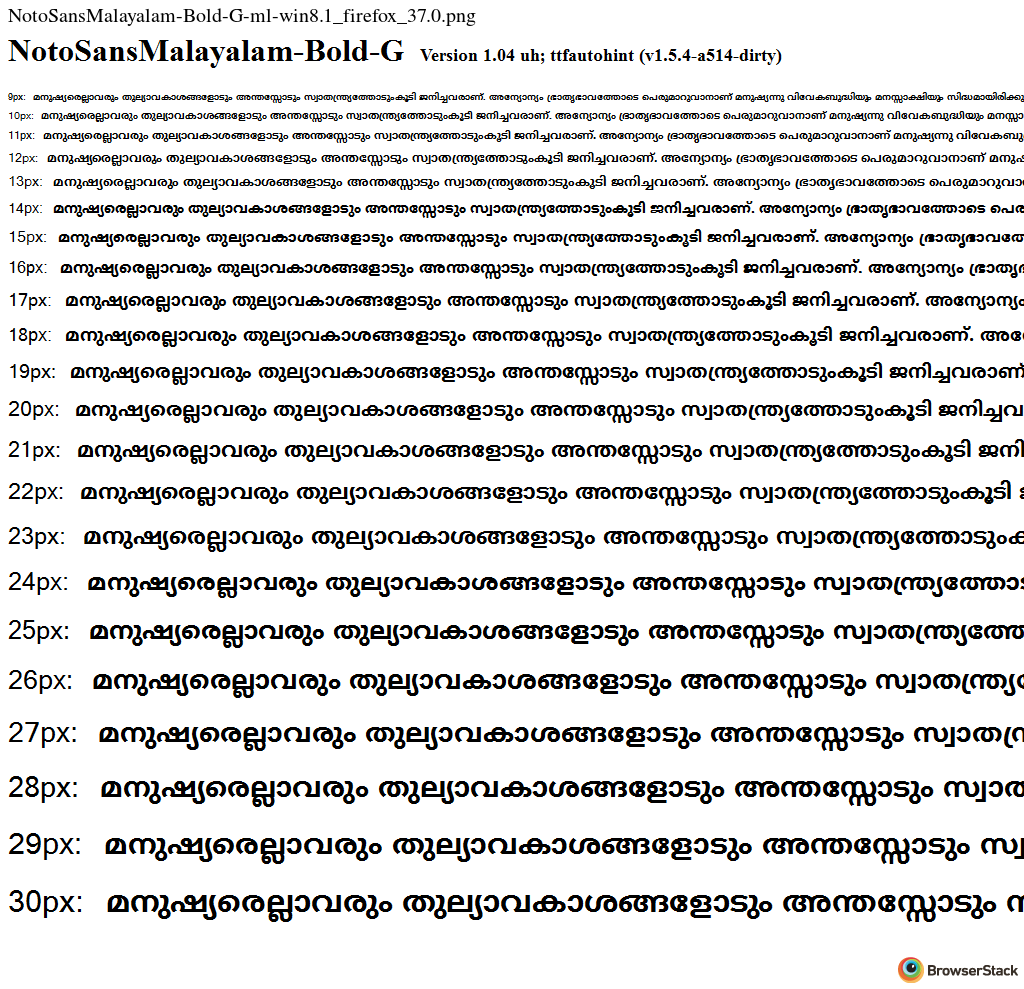 NotoSansMalayalam-Bold-G-ml-win8.1_firefox_37.0.png
NotoSansMalayalam-Bold-G Version 1.04 uh; ttfautohint (v1.5.4-a514-dirty)
9px: മനുഷ്യരെല്ലാവരും തുല്യാവകാശങ്ങളോടും അന്തസ്സോടും സ്വാതന്ത്ര്യത്തോടുംകൂടി ജനിച്ചവരാണ്. അന്യോന്യം ഭ്രാതൃഭാവത്തോടെ പെരുമാറുവാനാണ് മനുഷ്യന്നു വിവേകബുദ്ധിയും മനസ്സാക്ഷിയും
10px: മനുഷ്യരെല്ലാവരും തുല്യാവകാശങ്ങളോടും അന്തസ്സോടും സ്വാതന്ത്ര്യത്തോടുംകൂടി ജനിച്ചവരാണ്. അന്യോന്യം ഭ്രാതൃഭാവത്തോടെ പെരുമാറുവാനാണ് മനുഷ്യന്നു വിവേകബുദ്ധിയും
11px: മനുഷ്യരെല്ലാവരും തുല്യാവകാശങ്ങളോടും അന്തസ്സോടും സ്വാതന്ത്ര്യത്തോടുംകൂടി ജനിച്ചവരാണ്. അന്യോന്യം ഭ്രാതൃഭാവത്തോടെ പെരുമാറുവാനാണ് മനുഷ്യന്നു വിവേകബു
12px: മനുഷ്യരെല്ലാവരും തുല്യാവകാശങ്ങളോടും അന്തസ്സോടും സ്വാതന്ത്ര്യത്തോടുംകൂടി ജനിച്ചവരാണ്. അന്യോന്യം ഭ്രാതൃഭാവത്തോടെ പെരുമാറുവാനാണ് മനു
13px: മനുഷ്യരെല്ലാവരും തുല്യാവകാശങ്ങളോടും അന്തസ്സോടും സ്വാതന്ത്ര്യത്തോടുംകൂടി ജനിച്ചവരാണ്. അന്യോന്യം ഭ്രാതൃഭാവത്തോടെ പെരുമാറുവാ
14px: മനുഷ്യരെല്ലാവരും തുല്യാവകാശങ്ങളോടും അന്തസ്സോടും സ്വാതന്ത്ര്യത്തോടുംകൂടി ജനിച്ചവരാണ്. അന്യോന്യം ഭ്രാതൃഭാവത്തോടെ പെര
15px: മനുഷ്യരെല്ലാവരും തുല്യാവകാശങ്ങളോടും അന്തസ്സോടും സ്വാതന്ത്ര്യത്തോടുംകൂടി ജനിച്ചവരാണ്. അന്യോന്യം ഭ്രാതൃഭാവത്തേ
16px: മനുഷ്യരെല്ലാവരും തുല്യാവകാശങ്ങളോടും അന്തസ്സോടും സ്വാതന്ത്ര്യത്തോടുംകൂടി ജനിച്ചവരാണ്. അന്യോന്യം ഭ്രാതൃ
17px: മനുഷ്യരെല്ലാവരും തുല്യാവകാശങ്ങളോടും അന്തസ്സോടും സ്വാതന്ത്ര്യത്തോടുംകൂടി ജനിച്ചവരാണ്. അന്യോന്യം
18px: മനുഷ്യരെല്ലാവരും തുല്യാവകാശങ്ങളോടും അന്തസ്സോടും സ്വാതന്ത്ര്യത്തോടുംകൂടി ജനിച്ചവരാണ്. അന്യോ
19px: മനുഷ്യരെല്ലാവരും തുല്യാവകാശങ്ങളോടും അന്തസ്സോടും സ്വാതന്ത്ര്യത്തോടുംകൂടി ജനിച്ചവരാണ്
20px: മനുഷ്യരെല്ലാവരും തുല്യാവകാശങ്ങളോടും അന്തസ്സോടും സ്വാതന്ത്ര്യത്തോടുംകൂടി ജനിച്ചവ
21px: മനുഷ്യരെല്ലാവരും തുല്യാവകാശങ്ങളോടും അന്തസ്സോടും സ്വാതന്ത്ര്യത്തോടുംകൂടി ജനി
22px: മനുഷ്യരെല്ലാവരും തുല്യാവകാശങ്ങളോടും അന്തസ്സോടും സ്വാതന്ത്ര്യത്തോടുംകൂടി
23px: മനുഷ്യരെല്ലാവരും തുല്യാവകാശങ്ങളോടും അന്തസ്സോടും സ്വാതന്ത്ര്യത്തോടുംക
24px: മനുഷ്യരെല്ലാവരും തുല്യാവകാശങ്ങളോടും അന്തസ്സോടും സ്വാതന്ത്ര്യത്തോ
25px: മനുഷ്യരെല്ലാവരും തുല്യാവകാശങ്ങളോടും അന്തസ്സോടും സ്വാതന്ത്ര്യത്തേ
26px: മനുഷ്യരെല്ലാവരും തുല്യാവകാശങ്ങളോടും അന്തസ്സോടും സ്വാതന്ത്ര്യ
27px: മനുഷ്യരെല്ലാവരും തുല്യാവകാശങ്ങളോടും അന്തസ്സോടും സ്വാതന്ത്ര
28px: മനുഷ്യരെല്ലാവരും തുല്യാവകാശങ്ങളോടും അന്തസ്സോടും സ്വാത
29px: മനുഷ്യരെല്ലാവരും തുല്യാവകാശങ്ങളോടും അന്തസ്സോടും സ്വ
30px: മനുഷ്യരെല്ലാവരും തുല്യാവകാശങ്ങളോടും അന്തസ്സോടും
BrowserStack